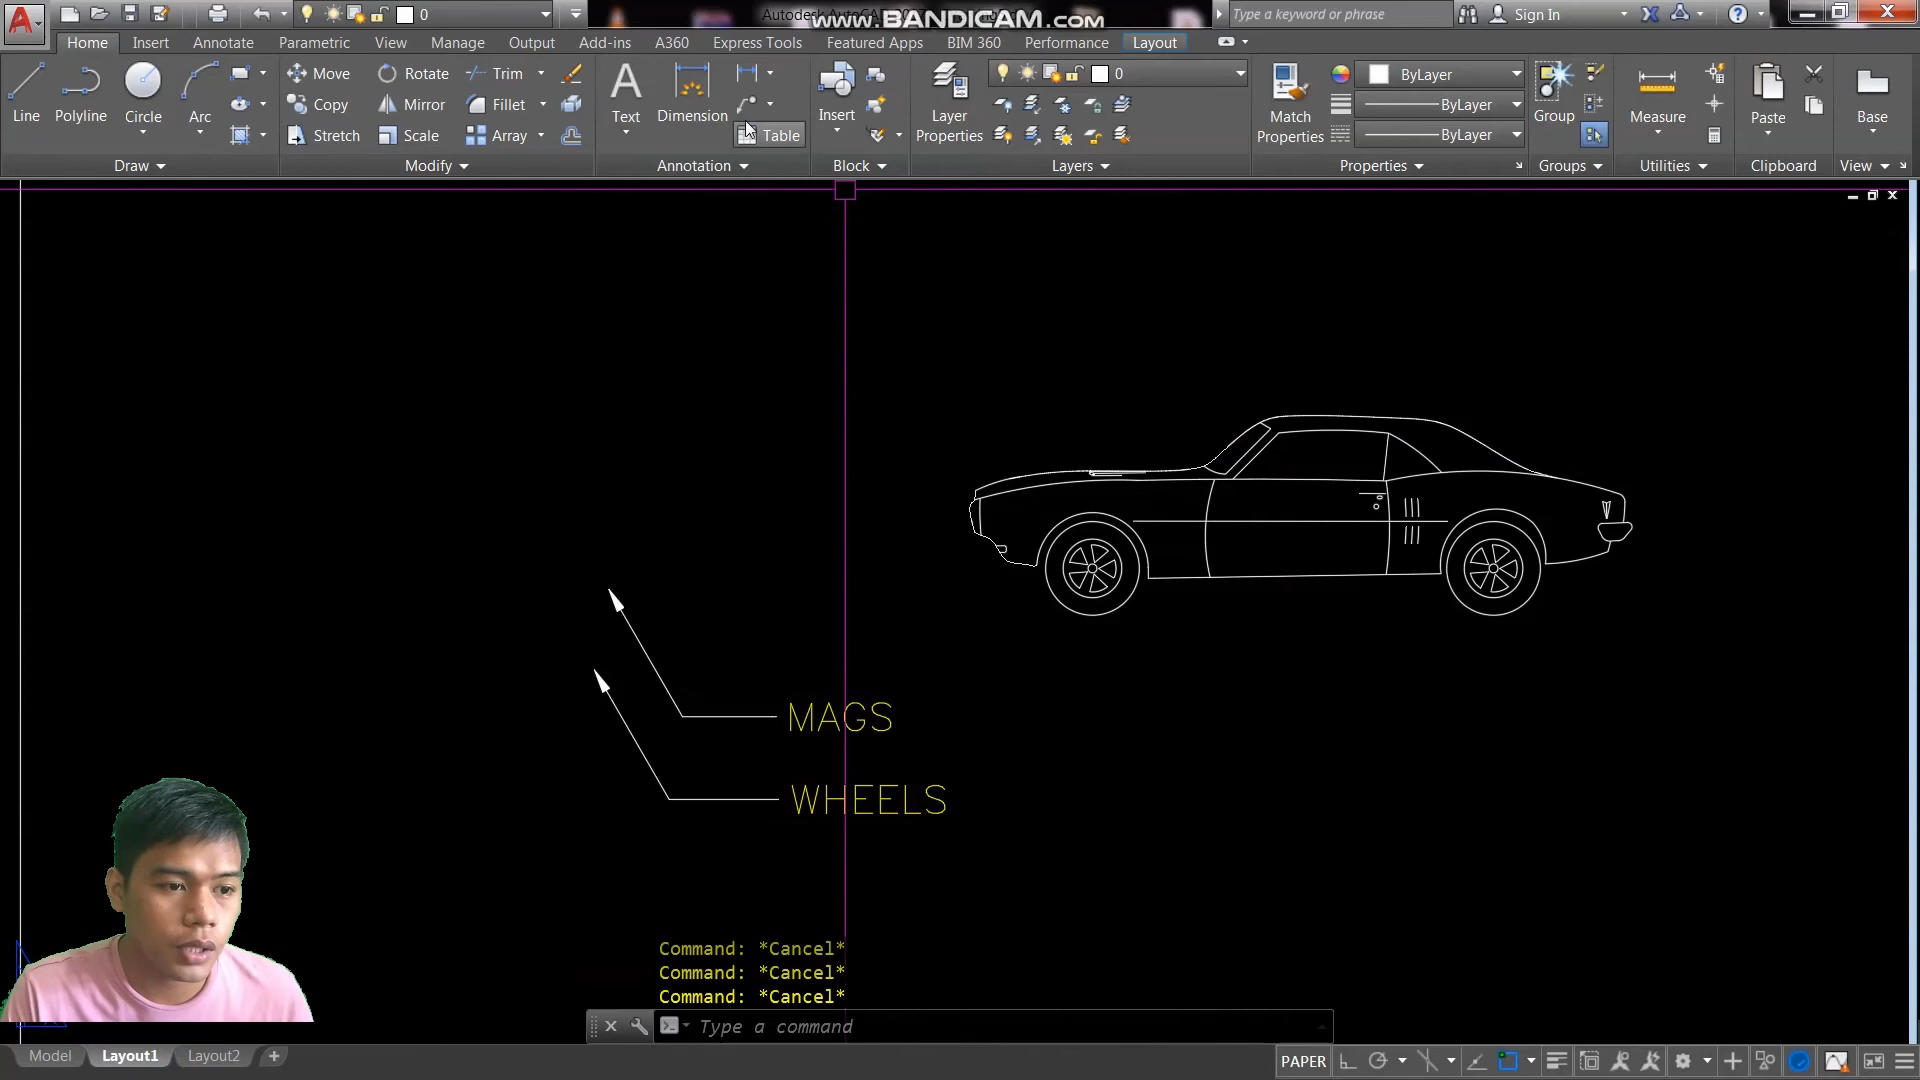 0
Autodesk AutoCAD
www.BANDICAM.com
Type a keyword or phrase
Sign In
Home Insert Annotate Parametric View Manage Output Add-ins A360 Express Tools Featured Apps BIM 360 Performance Layout
Line Polyline Circle Arc
Move Rotate Trim
Copy Mirror Fillet
Stretch Scale Array
Text Dimension Table
Insert
Layer Properties
0
Match Properties
ByLayer
ByLayer
ByLayer
Group Measure Paste Base
Draw Modify Annotation Block Layers Properties Groups Utilities Clipboard View
MAGS
WHEELS
Command: *Cancel*
Command: *Cancel*
Command: *Cancel*
Type a command
Model Layout1 Layout2
PAPER